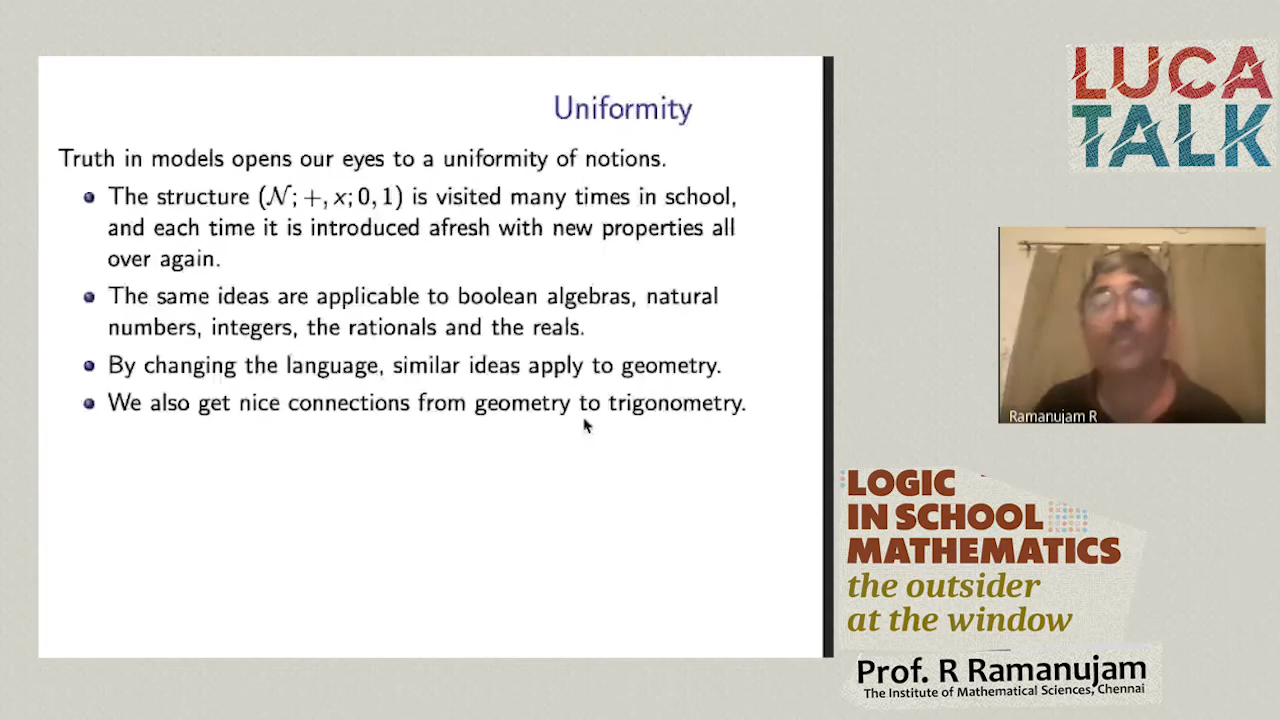 Uniformity
Truth in models opens our eyes to a uniformity of notions.
The structure (𝒩; +, x; 0, 1) is visited many times in school,
and each time it is introduced afresh with new properties all
over again.
The same ideas are applicable to boolean algebras, natural
numbers, integers, the rationals and the reals.
By changing the language, similar ideas apply to geometry.
We also get nice connections from geometry to trigonometry.
LUCA
TALK
Ramanujam R
LOGIC
IN SCHOOL
MATHEMATICS
the outsider
at the window
Prof. R Ramanujam
The Institute of Mathematical Sciences, Chennai